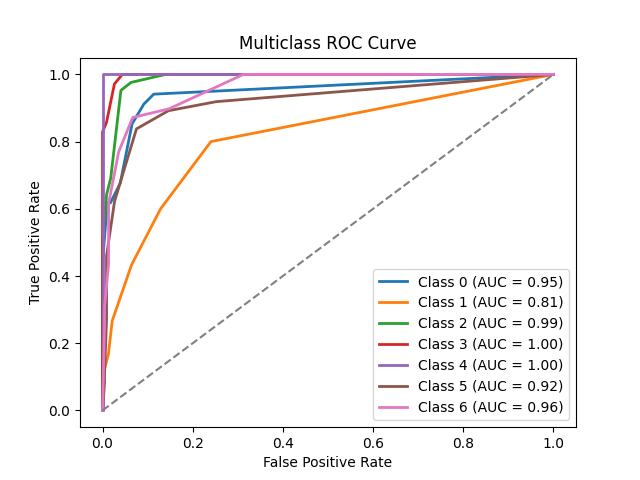 Multiclass ROC Curve
True Positive Rate
1.0
0.8
0.6
0.4
0.2
0.0
Class 0 (AUC = 0.95)
Class 1 (AUC = 0.81)
Class 2 (AUC = 0.99)
Class 3 (AUC = 1.00)
Class 4 (AUC = 1.00)
Class 5 (AUC = 0.92)
Class 6 (AUC = 0.96)
0.0 0.2 0.4 0.6 0.8 1.0
False Positive Rate